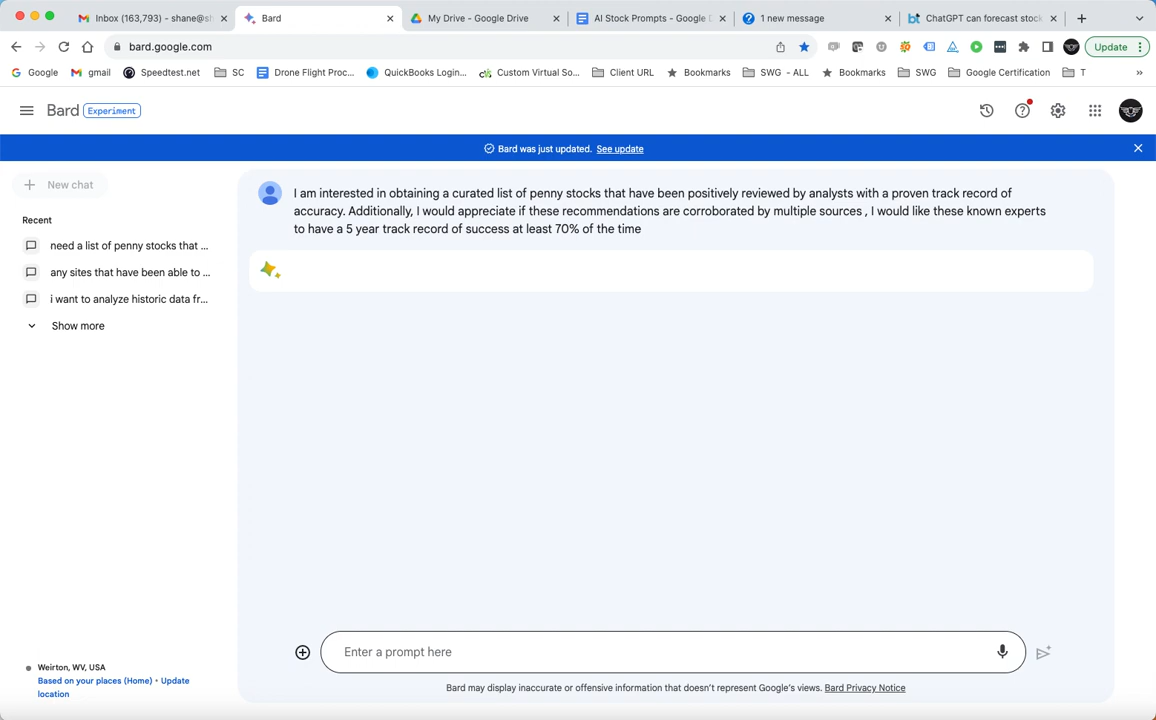 Inbox (163,793) - shane@s
Bard
My Drive - Google Drive
AI Stock Prompts - Google D
1 new message
ChatGPT can forecast stock
bard.google.com
Update
Google
gmail
Speedtest.net
SC
Drone Flight Proc...
QuickBooks Login...
Custom Virtual So...
Client URL
Bookmarks
SWG - ALL
Bookmarks
SWG
Google Certification
T
»
Bard
Experiment
Bard was just updated. See update
New chat
Recent
need a list of penny stocks that ...
any sites that have been able to ...
i want to analyze historic data fr...
Show more
I am interested in obtaining a curated list of penny stocks that have been positively reviewed by analysts with a proven track record of
accuracy. Additionally, I would appreciate if these recommendations are corroborated by multiple sources , I would like these known experts
to have a 5 year track record of success at least 70% of the time
Enter a prompt here
Weirton, WV, USA
Based on your places (Home) • Update
location
Bard may display inaccurate or offensive information that doesn't represent Google's views. Bard Privacy Notice